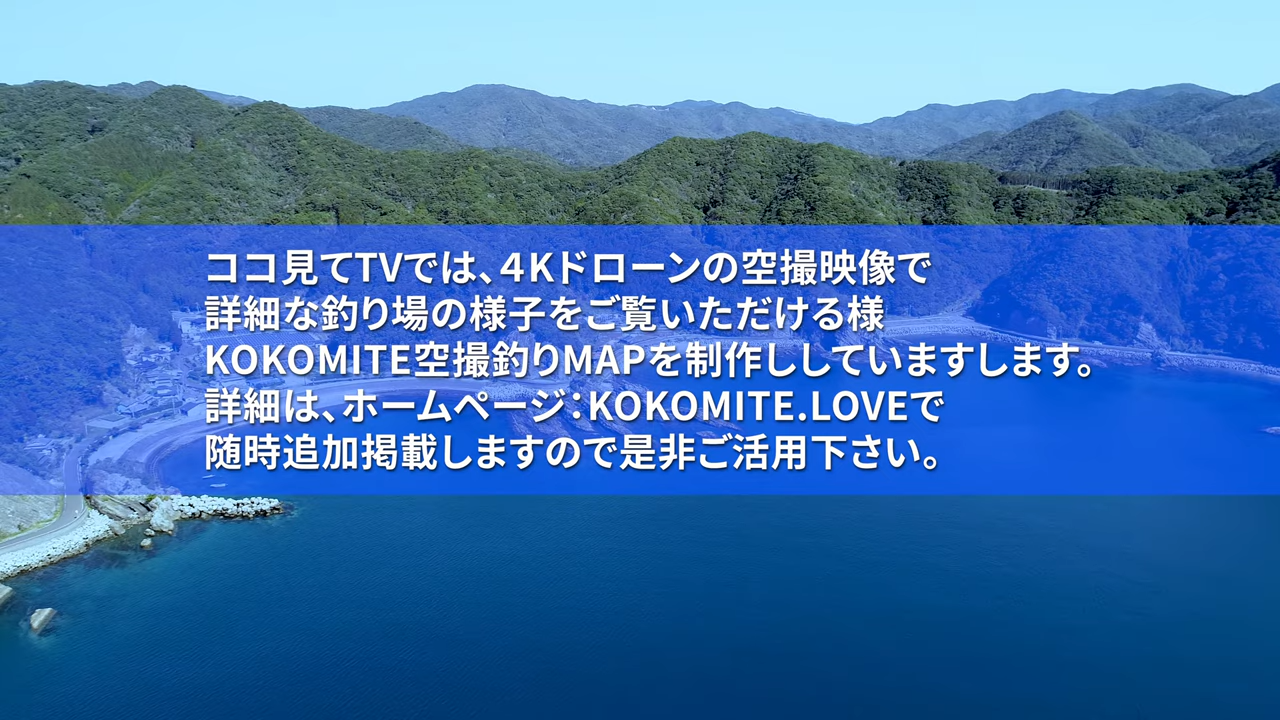 ココ見てTVでは、4Kドローンの空撮映像で
詳細な釣り場の様子をご覧いただける様
KOKOMITE空撮釣りMAPを制作ししていますします。
詳細は、ホームページ：KOKOMITE.LOVEで
随時追加掲載しますので是非ご活用下さい。